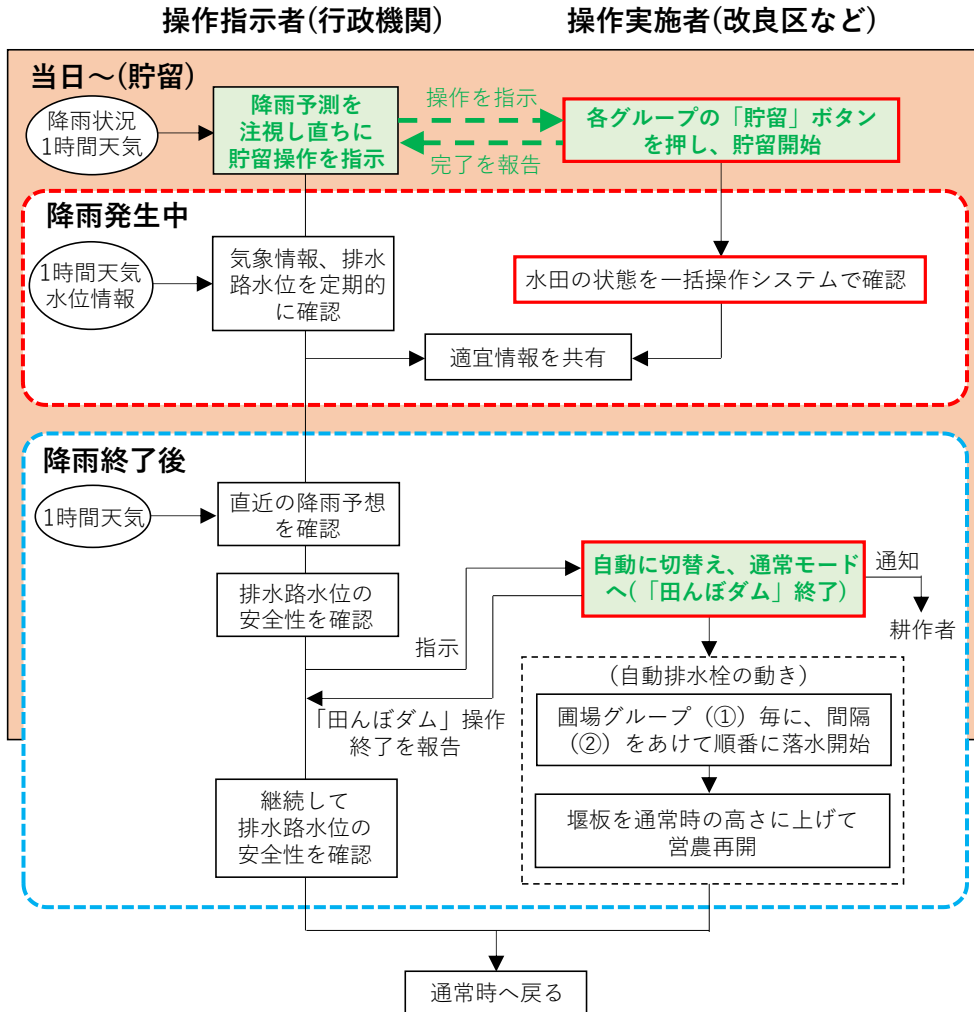 操作指示者(行政機関)
操作実施者(改良区など)
当日～(貯留)
降雨状況
1時間天気
降雨予測を
注視し直ちに
貯留操作を指示
操作を指示
完了を報告
各グループの「貯留」ボタン
を押し、貯留開始
降雨発生中
1時間天気
水位情報
気象情報、排水
路水位を定期的
に確認
水田の状態を一括操作システムで確認
適宜情報を共有
降雨終了後
1時間天気
直近の降雨予想
を確認
排水路水位の
安全性を確認
指示
自動に切替え、通常モード
へ(「田んぼダム」終了)
通知
耕作者
「田んぼダム」操作
終了を報告
(自動排水栓の動き)
圃場グループ（①）毎に、間隔
（②）をあけて順番に落水開始
堰板を通常時の高さに上げて
営農再開
継続して
排水路水位の
安全性を確認
通常時へ戻る